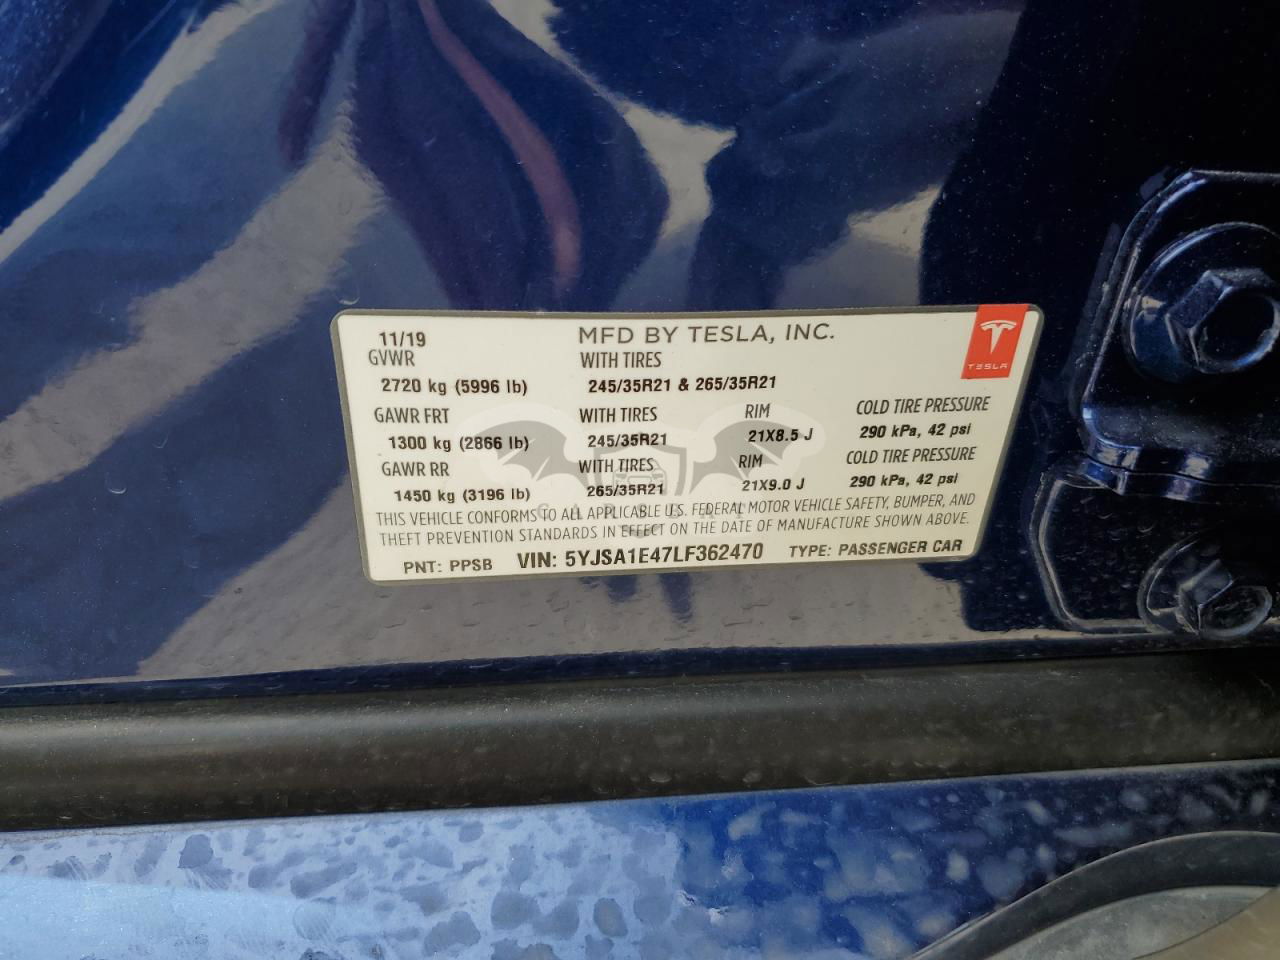 11/19 MFD BY TESLA, INC.
GVWR WITH TIRES
2720 kg (5996 lb) 245/35R21 & 265/35R21
TESLA
GAWR FRT WITH TIRES RIM COLD TIRE PRESSURE
1300 kg (2866 lb) 245/35R21 21X8.5 J 290 kPa, 42 psi
GAWR RR WITH TIRES RIM COLD TIRE PRESSURE
1450 kg (3196 lb) 265/35R21 21X9.0 J 290 kPa, 42 psi
THIS VEHICLE CONFORMS TO ALL APPLICABLE U.S. FEDERAL MOTOR VEHICLE SAFETY, BUMPER, AND
THEFT PREVENTION STANDARDS IN EFFECT ON THE DATE OF MANUFACTURE SHOWN ABOVE.
PNT: PPSB VIN: 5YJSA1E47LF362470 TYPE: PASSENGER CAR